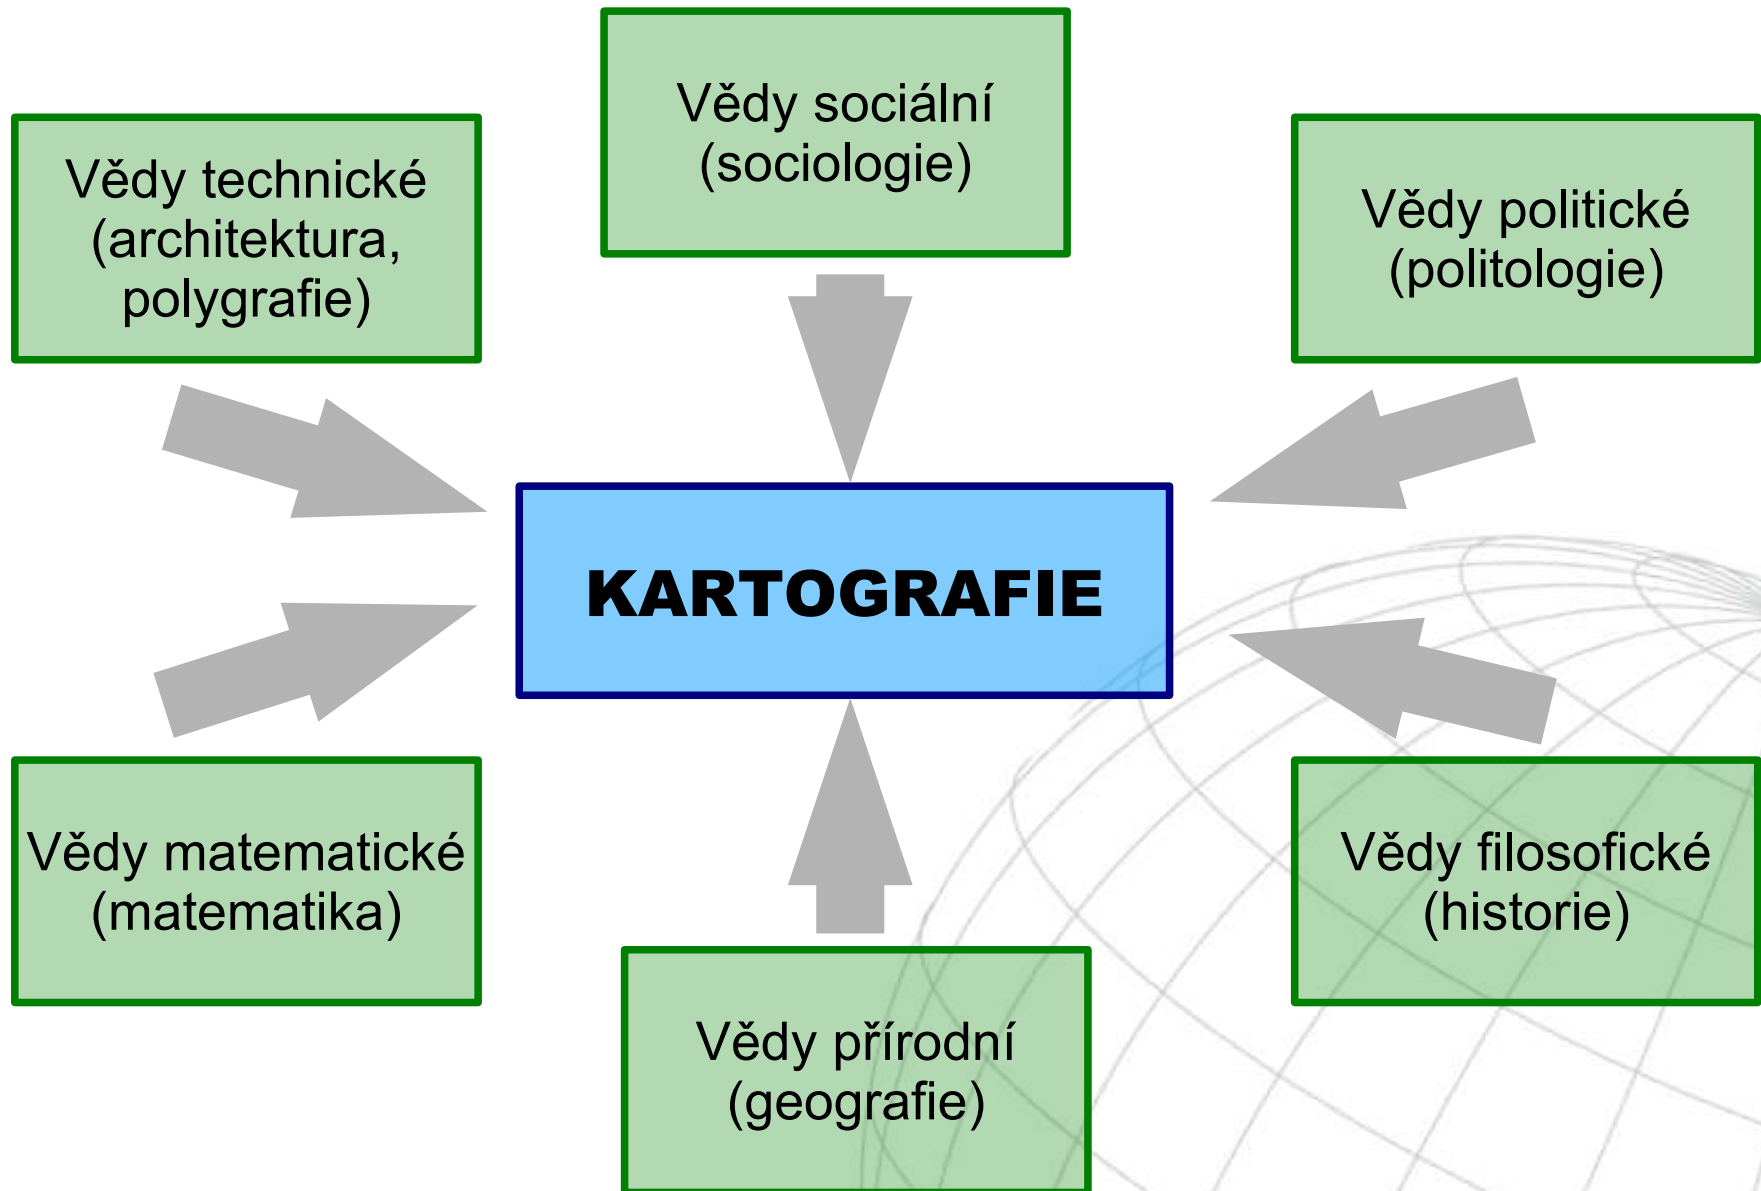 Vědy sociální
(sociologie)
Vědy technické
(architektura,
polygrafie)
Vědy politické
(politologie)
KARTOGRAFIE
Vědy matematické
(matematika)
Vědy filosofické
(historie)
Vědy přírodní
(geografie)